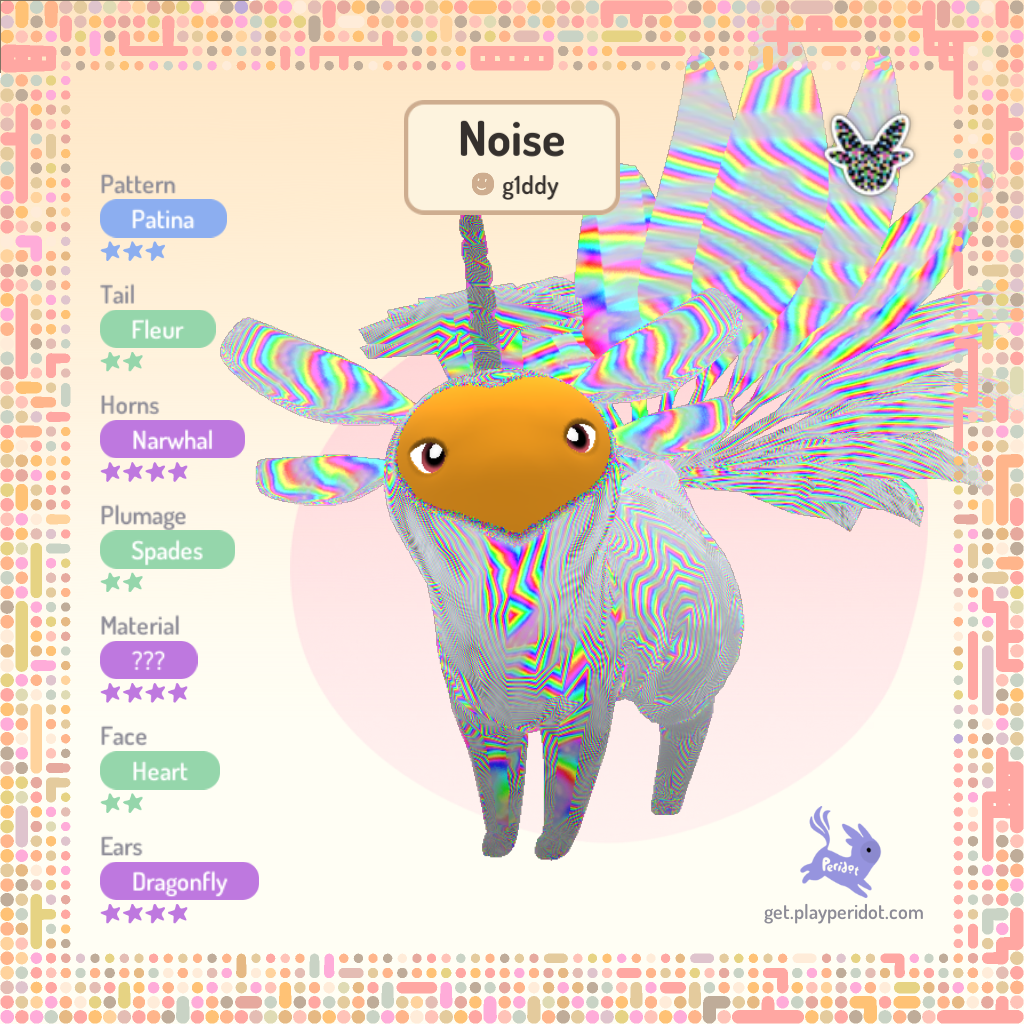 Noise
g1ddy
Pattern
Patina
Tail
Fleur
Horns
Narwhal
Plumage
Spades
Material
???
Face
Heart
Ears
Dragonfly
Peridot
get.playperidot.com